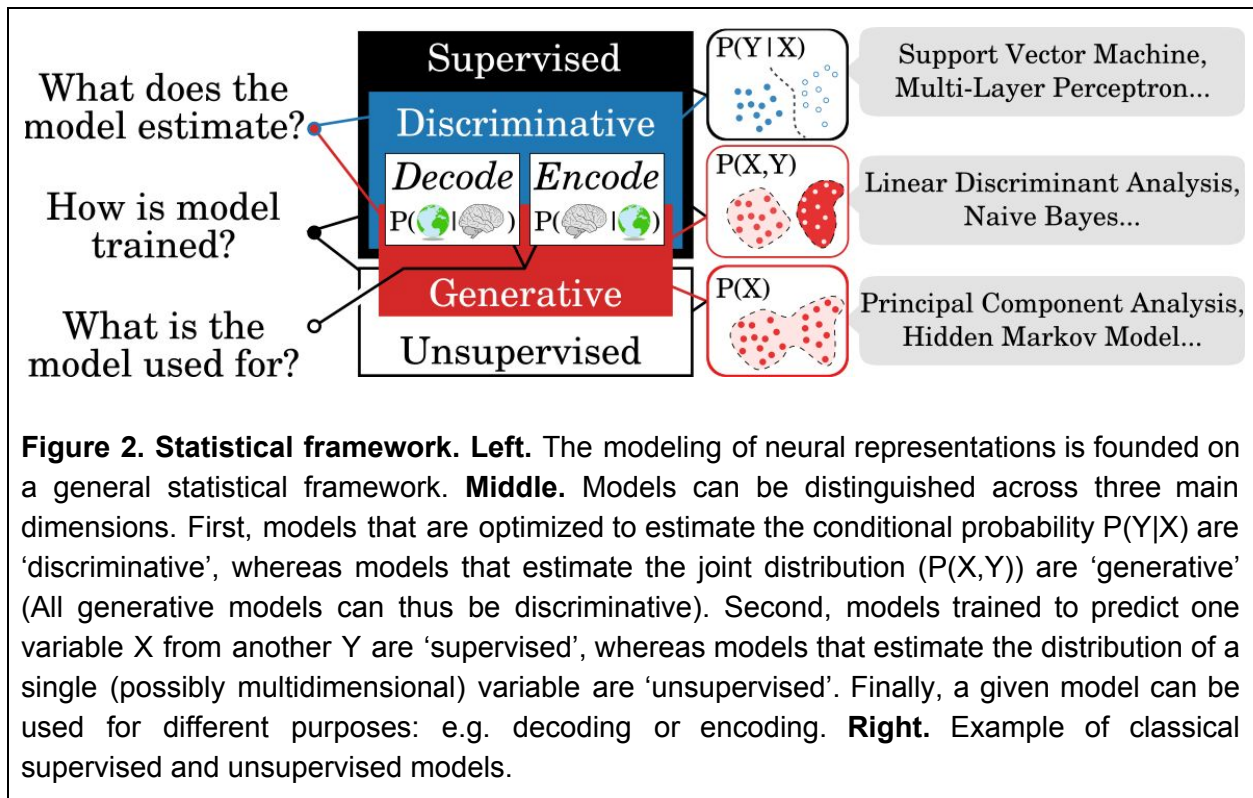 What does the
model estimate?
How is model
trained?
What is the
model used for?
Supervised
Discriminative
Decode
P( | )
Encode
P( | )
Generative
Unsupervised
P(Y|X)
Support Vector Machine,
Multi-Layer Perceptron...
P(X,Y)
Linear Discriminant Analysis,
Naive Bayes...
P(X)
Principal Component Analysis,
Hidden Markov Model...
Figure 2. Statistical framework. Left. The modeling of neural representations is founded on
a general statistical framework. Middle. Models can be distinguished across three main
dimensions. First, models that are optimized to estimate the conditional probability P(Y|X) are
‘discriminative’, whereas models that estimate the joint distribution (P(X,Y)) are ‘generative’
(All generative models can thus be discriminative). Second, models trained to predict one
variable X from another Y are ‘supervised’, whereas models that estimate the distribution of a
single (possibly multidimensional) variable are ‘unsupervised’. Finally, a given model can be
used for different purposes: e.g. decoding or encoding. Right. Example of classical
supervised and unsupervised models.